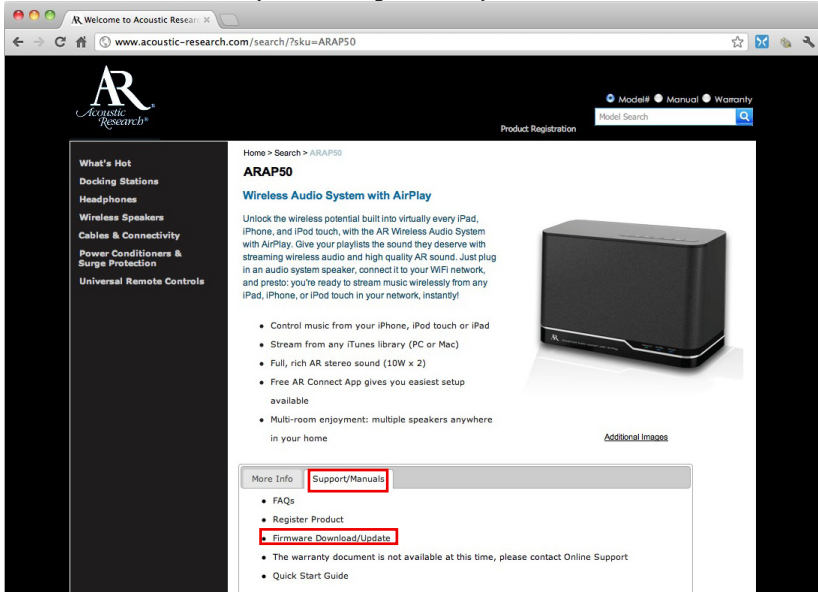 Welcome to Acoustic Resear
www.acoustic-research.com/search/?sku=ARAP50
AR
Acoustic
Research®
Model# Manual Warranty
Product Registration
Model Search
What's Hot
Docking Stations
Headphones
Wireless Speakers
Cables & Connectivity
Power Conditioners &
Surge Protection
Universal Remote Controls
Home > Search > ARAP50
ARAP50
Wireless Audio System with AirPlay
Unlock the wireless potential built into virtually every iPad,
iPhone, and iPod touch, with the AR Wireless Audio System
with AirPlay. Give your playlists the sound they deserve with
streaming wireless audio and high quality AR sound. Just plug
in an audio system speaker, connect it to your WiFi network,
and presto: you're ready to stream music wirelessly from any
iPad, iPhone, or iPod touch in your network, instantly!
• Control music from your iPhone, iPod touch or iPad
• Stream from any iTunes library (PC or Mac)
• Full, rich AR stereo sound (10W x 2)
• Free AR Connect App gives you easiest setup
available
• Multi-room enjoyment: multiple speakers anywhere
in your home
Additional Images
More Info Support/Manuals
• FAQs
• Register Product
• Firmware Download/Update
• The warranty document is not available at this time, please contact Online Support
• Quick Start Guide